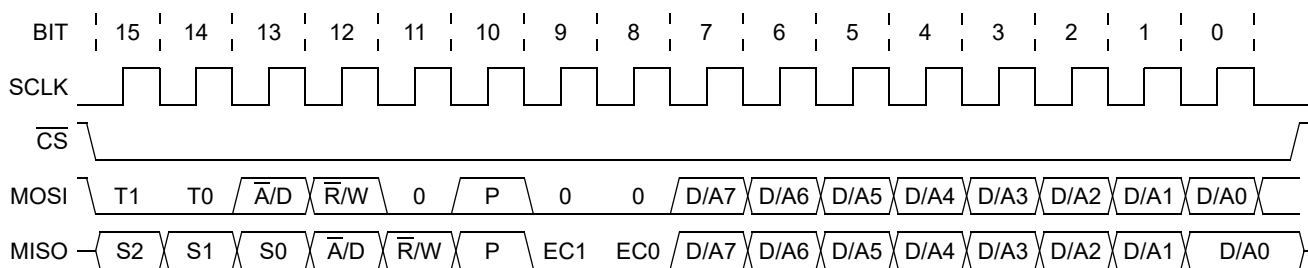 BIT 15 14 13 12 11 10 9 8 7 6 5 4 3 2 1 0
SCLK
C̅S̅
MOSI T1 T0 A̅/D R̅/W 0 P 0 0 D/A7 D/A6 D/A5 D/A4 D/A3 D/A2 D/A1 D/A0
MISO S2 S1 S0 A̅/D R̅/W P EC1 EC0 D/A7 D/A6 D/A5 D/A4 D/A3 D/A2 D/A1 D/A0